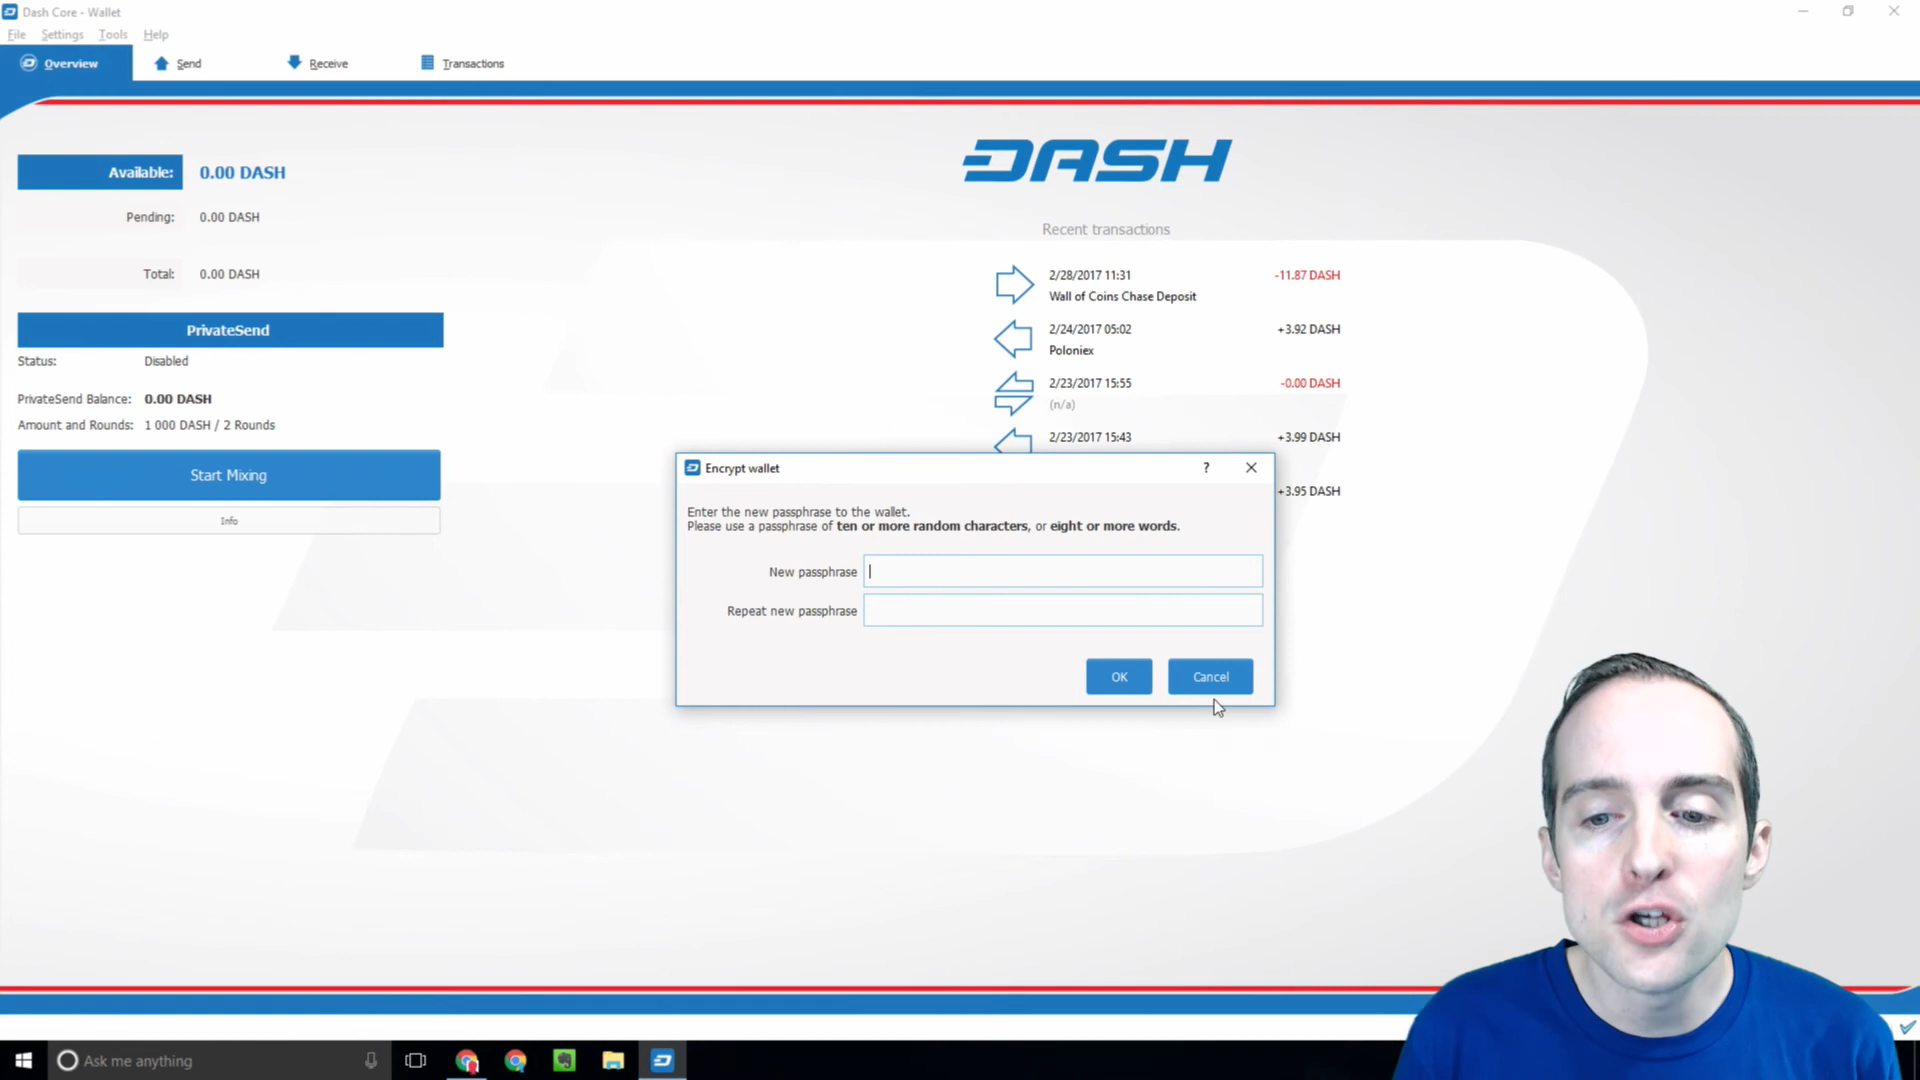 Dash Core - Wallet
File Settings Tools Help
Overview Send Receive Transactions
Available: 0.00 DASH
Pending: 0.00 DASH
Total: 0.00 DASH
PrivateSend
Status: Disabled
PrivateSend Balance: 0.00 DASH
Amount and Rounds: 1 000 DASH / 2 Rounds
Start Mixing
Info
DASH
Recent transactions
2/28/2017 11:31 -11.87 DASH
Wall of Coins Chase Deposit
2/24/2017 05:02 +3.92 DASH
Poloniex
2/23/2017 15:55 -0.00 DASH
(n/a)
2/23/2017 15:43 +3.99 DASH
+3.95 DASH
Encrypt wallet ?
Enter the new passphrase to the wallet.
Please use a passphrase of ten or more random characters, or eight or more words.
New passphrase
Repeat new passphrase
OK Cancel
Ask me anything